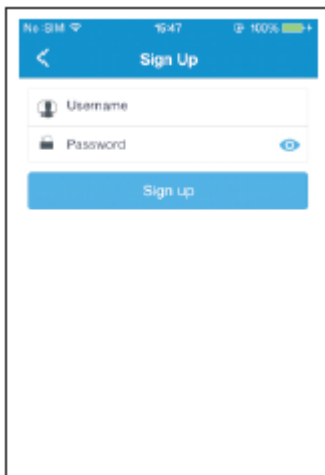 No SIM 16:47 100%
Sign Up
Username
Password
Sign up